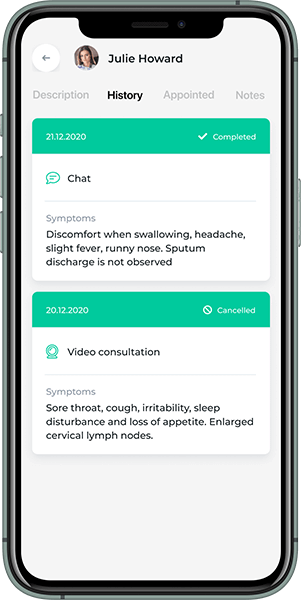 Julie Howard
Description History Appointed Notes
21.12.2020 Completed
Chat
Symptoms
Discomfort when swallowing, headache,
slight fever, runny nose. Sputum
discharge is not observed
20.12.2020 Cancelled
Video consultation
Symptoms
Sore throat, cough, irritability, sleep
disturbance and loss of appetite. Enlarged
cervical lymph nodes.